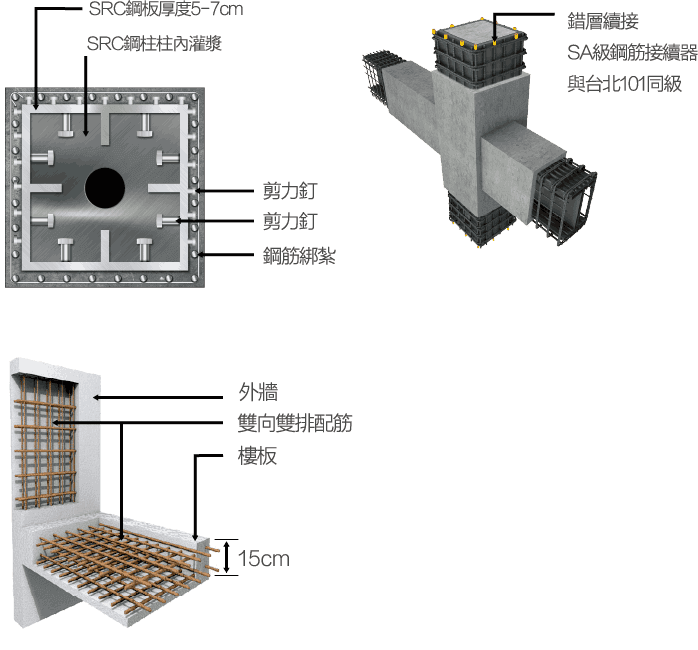 SRC鋼板厚度5-7cm
SRC鋼柱柱內灌漿
剪力釘
剪力釘
鋼筋綁紮
錯層續接
SA級鋼筋接續器
與台北101同級
外牆
雙向雙排配筋
樓板
15cm